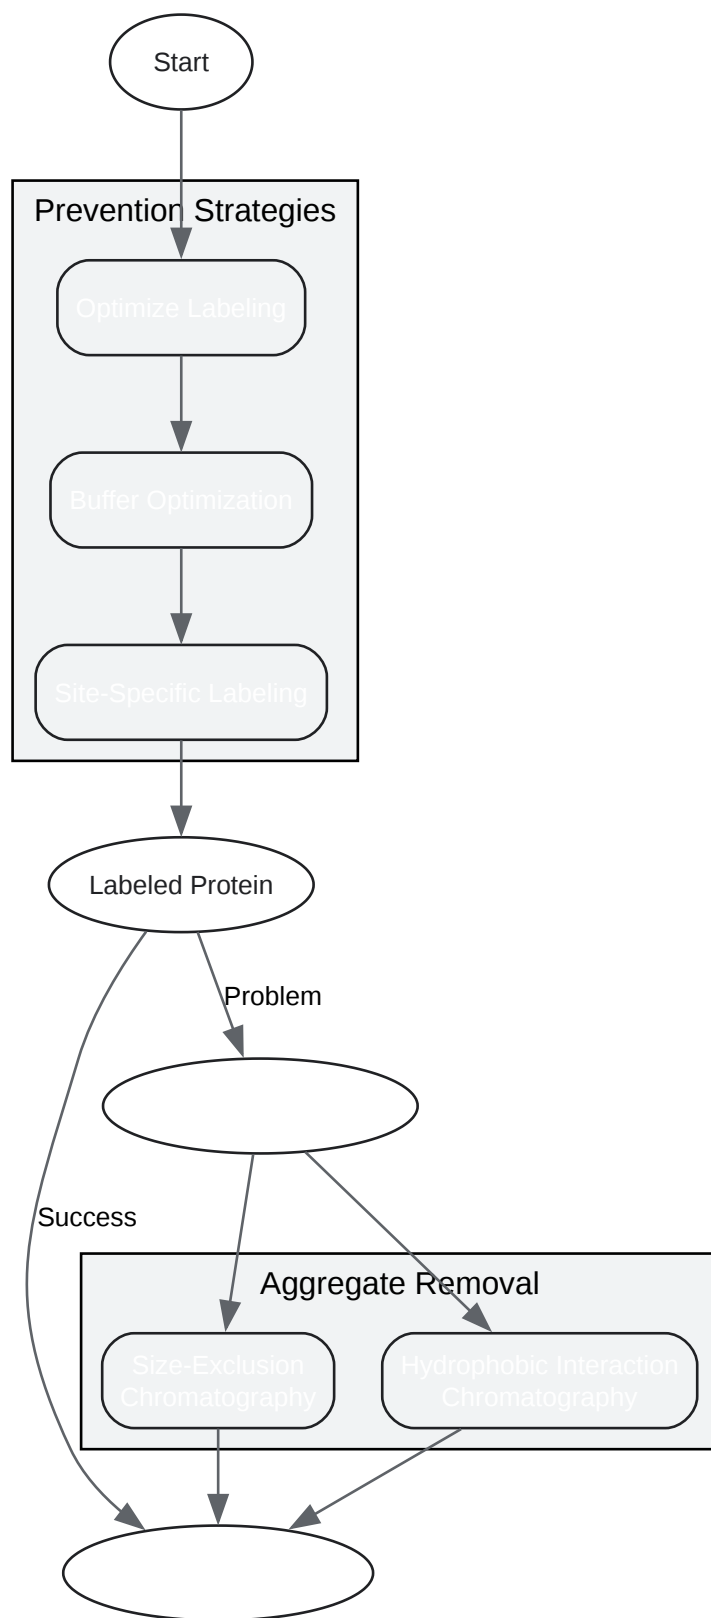 Start
Prevention Strategies
Optimize Labeling
Buffer Optimization
Site-Specific Labeling
Labeled Protein
Problem
Success
Aggregate Removal
Size-Exclusion
Chromatography
Hydrophobic Interaction
Chromatography